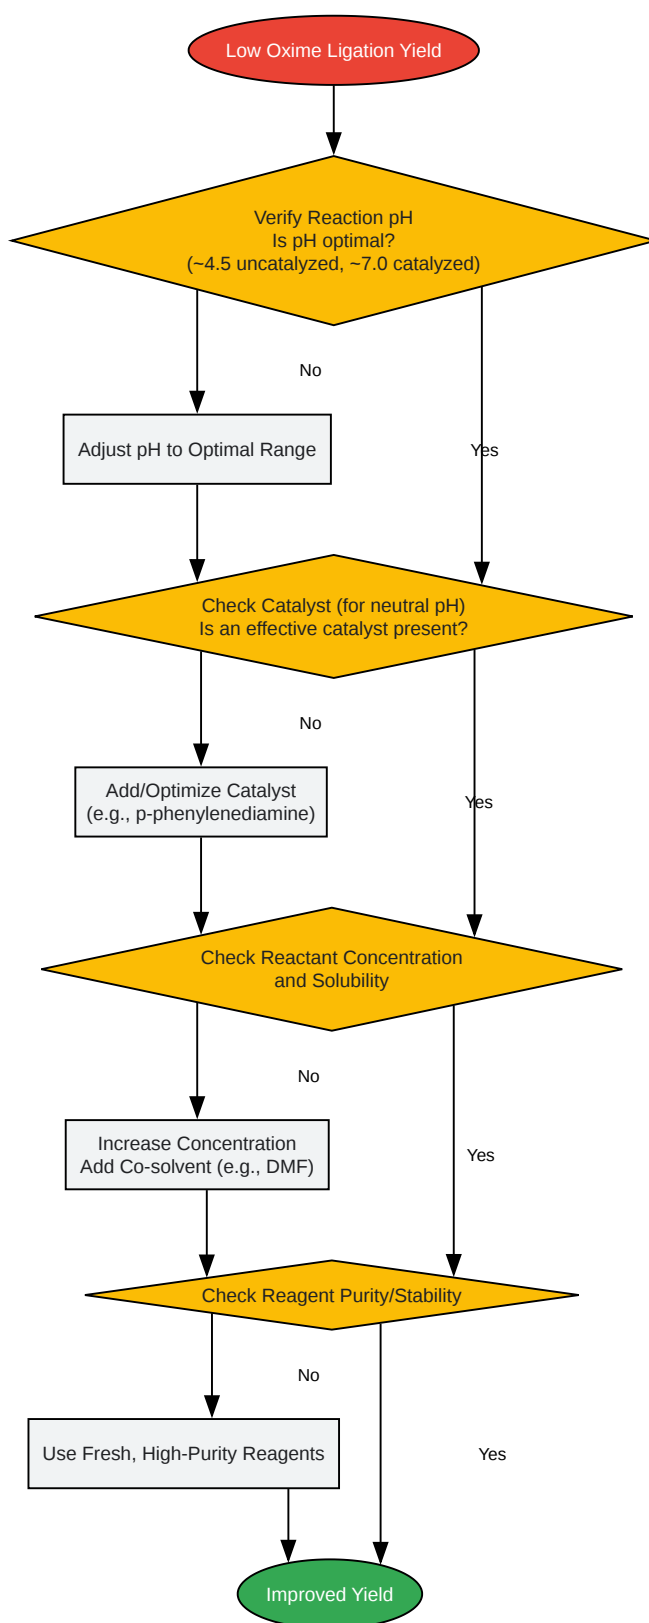 Low Oxime Ligation Yield
Verify Reaction pH
Is pH optimal?
(~4.5 uncatalyzed, ~7.0 catalyzed)
No
Adjust pH to Optimal Range
Yes
Check Catalyst (for neutral pH)
Is an effective catalyst present?
No
Add/Optimize Catalyst
(e.g., p-phenylenediamine)
Yes
Check Reactant Concentration
and Solubility
No
Increase Concentration
Add Co-solvent (e.g., DMF)
Yes
Check Reagent Purity/Stability
No
Use Fresh, High-Purity Reagents
Yes
Improved Yield